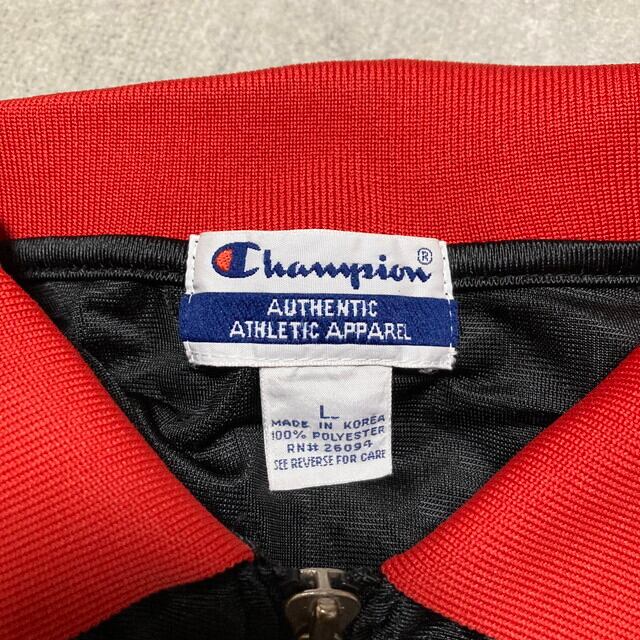 Champion®
AUTHENTIC
ATHLETIC APPAREL
L
MADE IN KOREA
100% POLYESTER
RN# 26094
SEE REVERSE FOR CARE